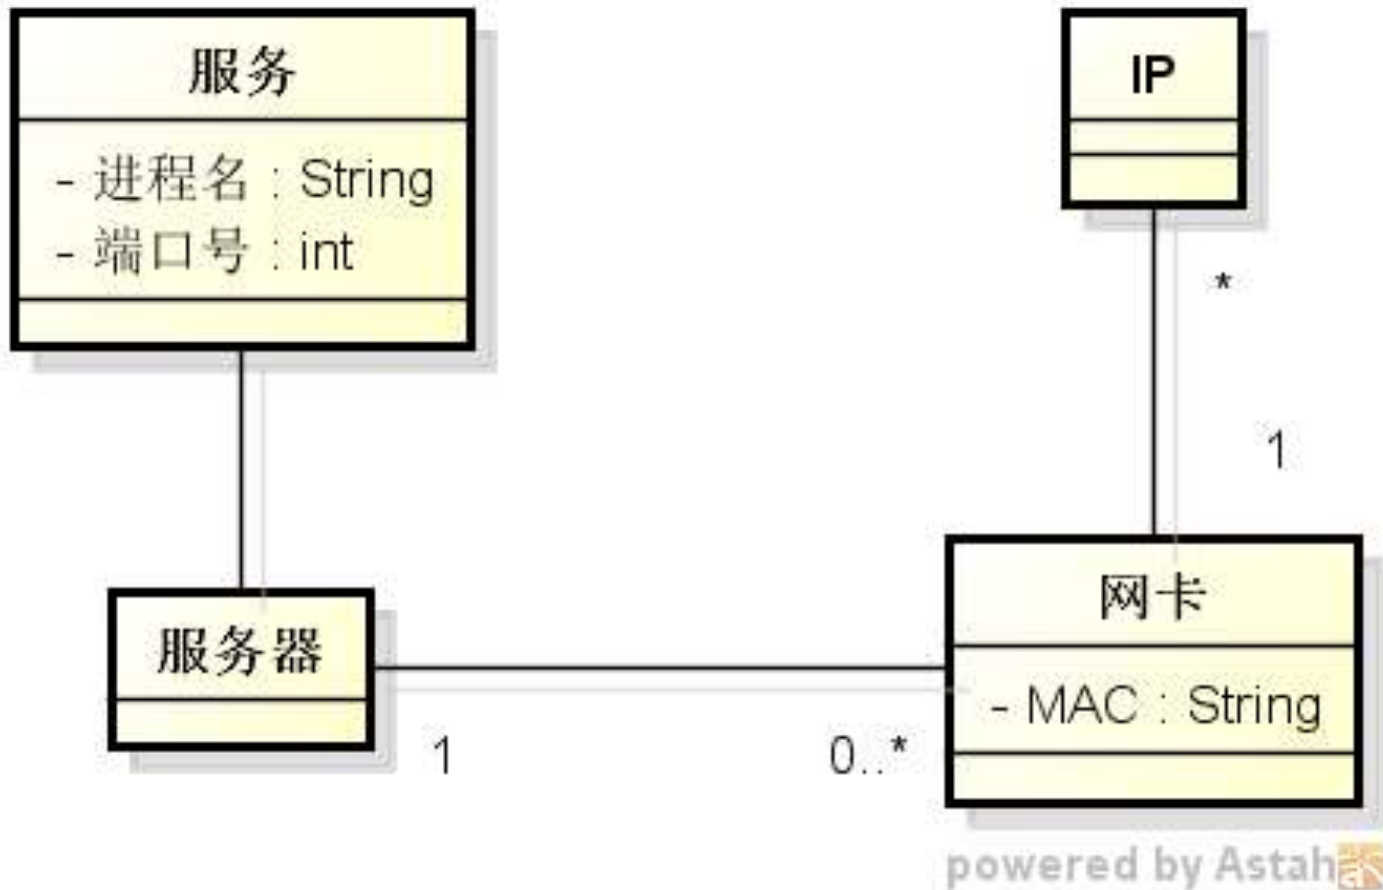 服务
- 进程名 : String
- 端口号 : int
IP
*
1
服务器
1
0..*
网卡
- MAC : String
powered by Astah